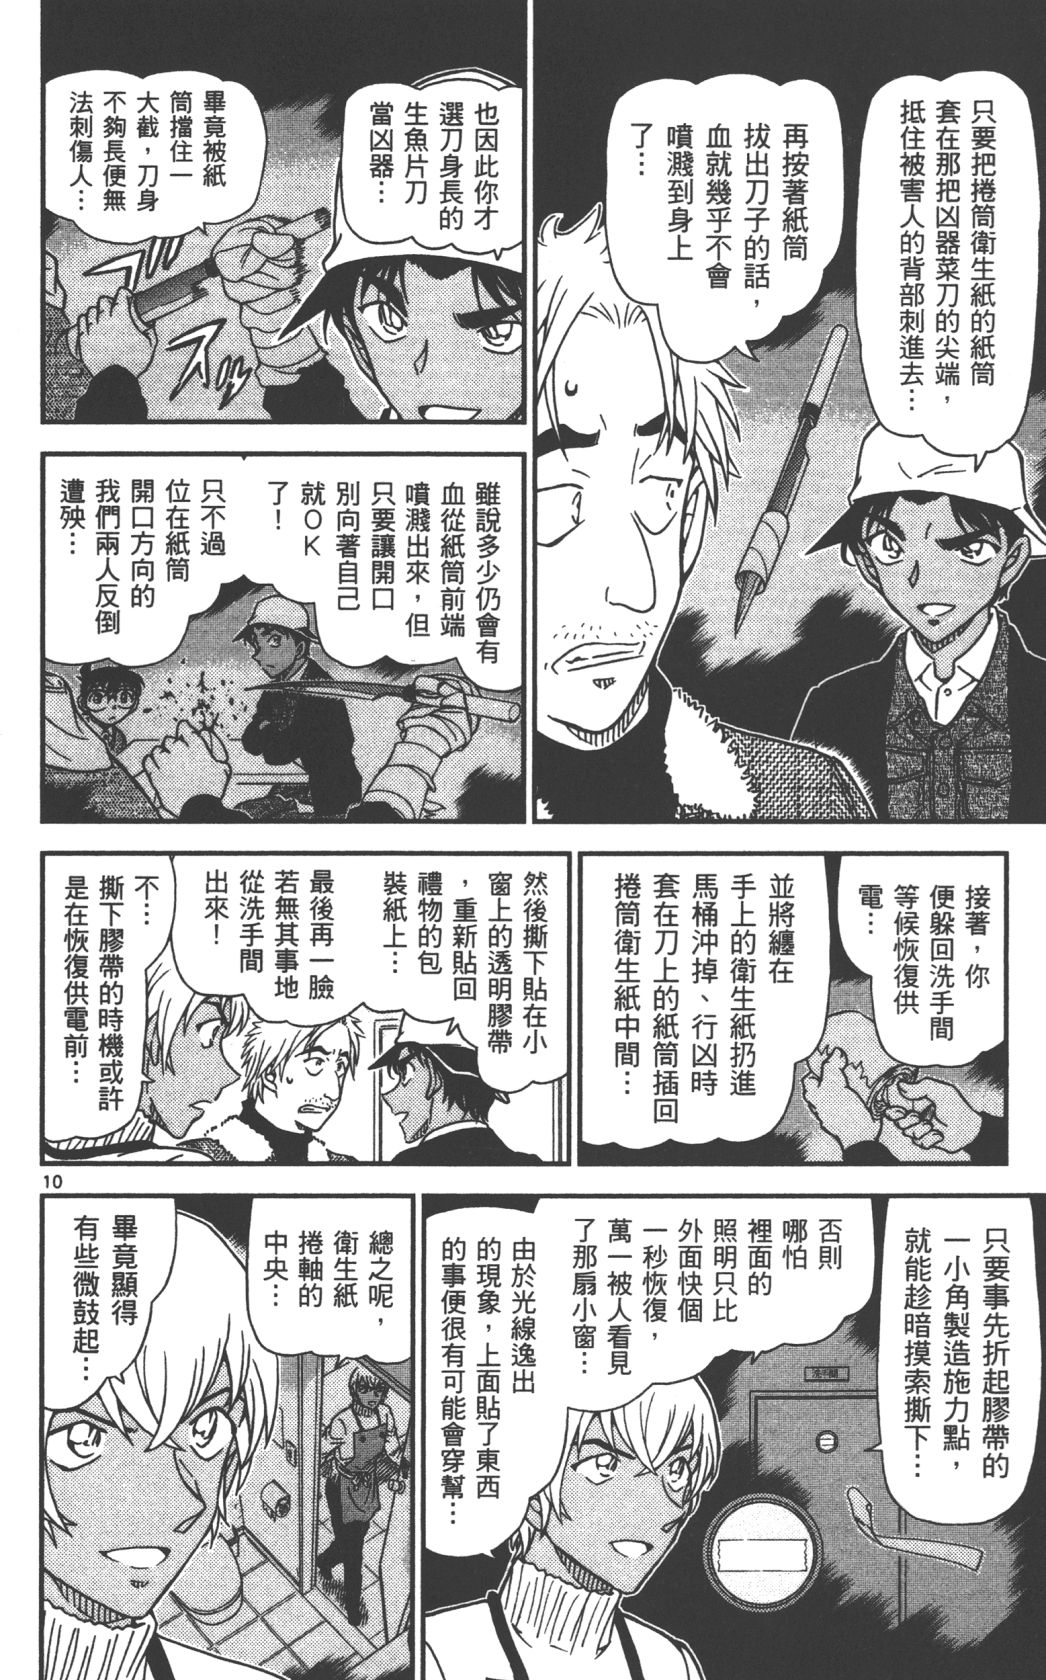 只要把捲筒衛生紙的紙筒
套在那把凶器菜刀的尖端，
抵住被害人的背部刺進去…
再按著紙筒
拔出刀子的話，
血就幾乎不會
噴濺到身上
了…
也因此你才
選刀身長的
生魚片刀
當凶器…
畢竟被紙
筒擋住一
大截，刀身
不夠長便無
法刺傷人…
雖說多少仍會有
血從紙筒前端
噴濺出來，但
只要讓開口
別向著自己
就OK
了！
只不過
位在紙筒
開口方向的
我們兩人反倒
遭殃…
接著，你
便躲回洗手間
等候恢復供
電…
並將纏在
手上的衛生紙扔進
馬桶沖掉、行凶時
套在刀上的紙筒插回
捲筒衛生紙中間…
然後撕下貼在小
窗上的透明膠帶
，重新貼回
禮物的包
裝紙上…
最後再一臉
若無其事地
從洗手間
出來！
不…
撕下膠帶的時機或許
是在恢復供電前…
10
只要事先折起膠帶的
一小角製造施力點，
就能趁暗摸索撕下…
洗手間
否則
哪怕
裡面的
照明只比
外面快個
一秒恢復，
萬一被人看見
了那扇小窗…
由於光線逸出
的現象，上面貼了東西
的事便很有可能會穿幫…
總之呢，
衛生紙
捲軸的
中央…
畢竟顯得
有些微鼓起…